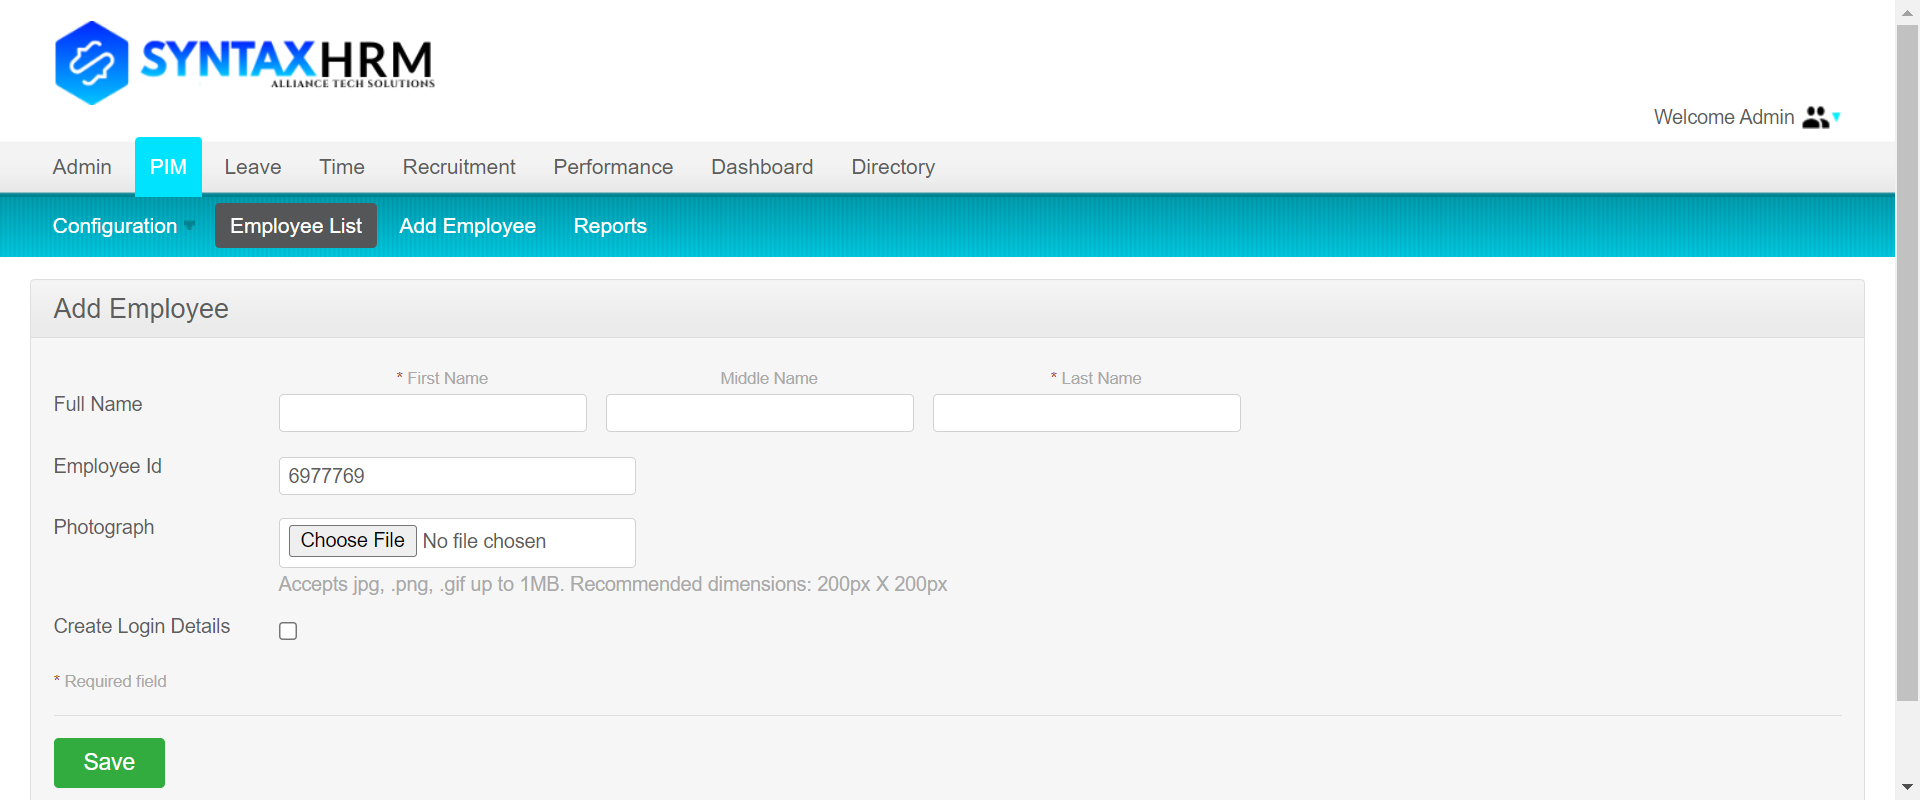 SYNTAXHRM
ALLIANCE TECH SOLUTIONS
Welcome Admin
Admin PIM Leave Time Recruitment Performance Dashboard Directory
Configuration Employee List Add Employee Reports
Add Employee
* First Name Middle Name * Last Name
Full Name
Employee Id 6977769
Photograph Choose File No file chosen
Accepts jpg, .png, .gif up to 1MB. Recommended dimensions: 200px X 200px
Create Login Details
* Required field
Save